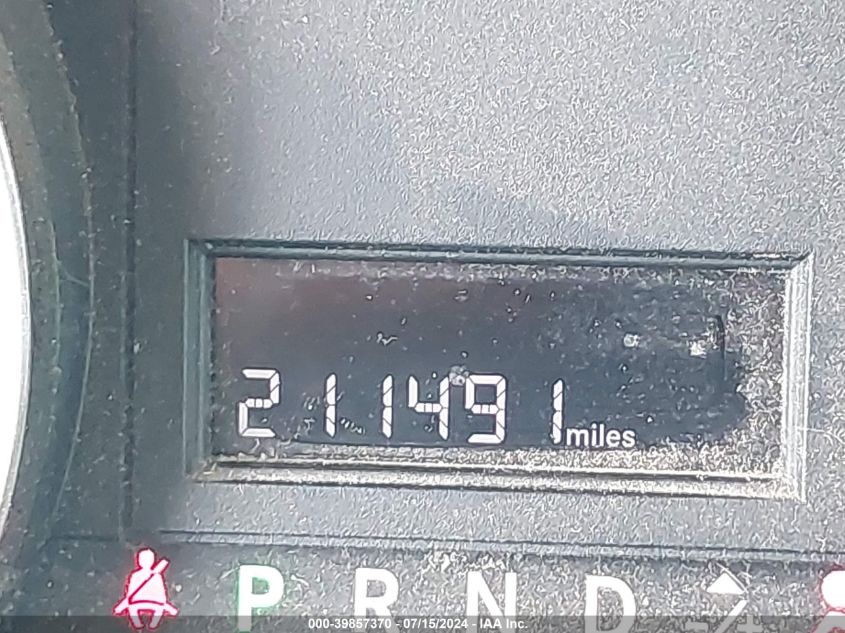 211491 miles
P R N D
000-39857370 - 07/15/2024 - IAA Inc.